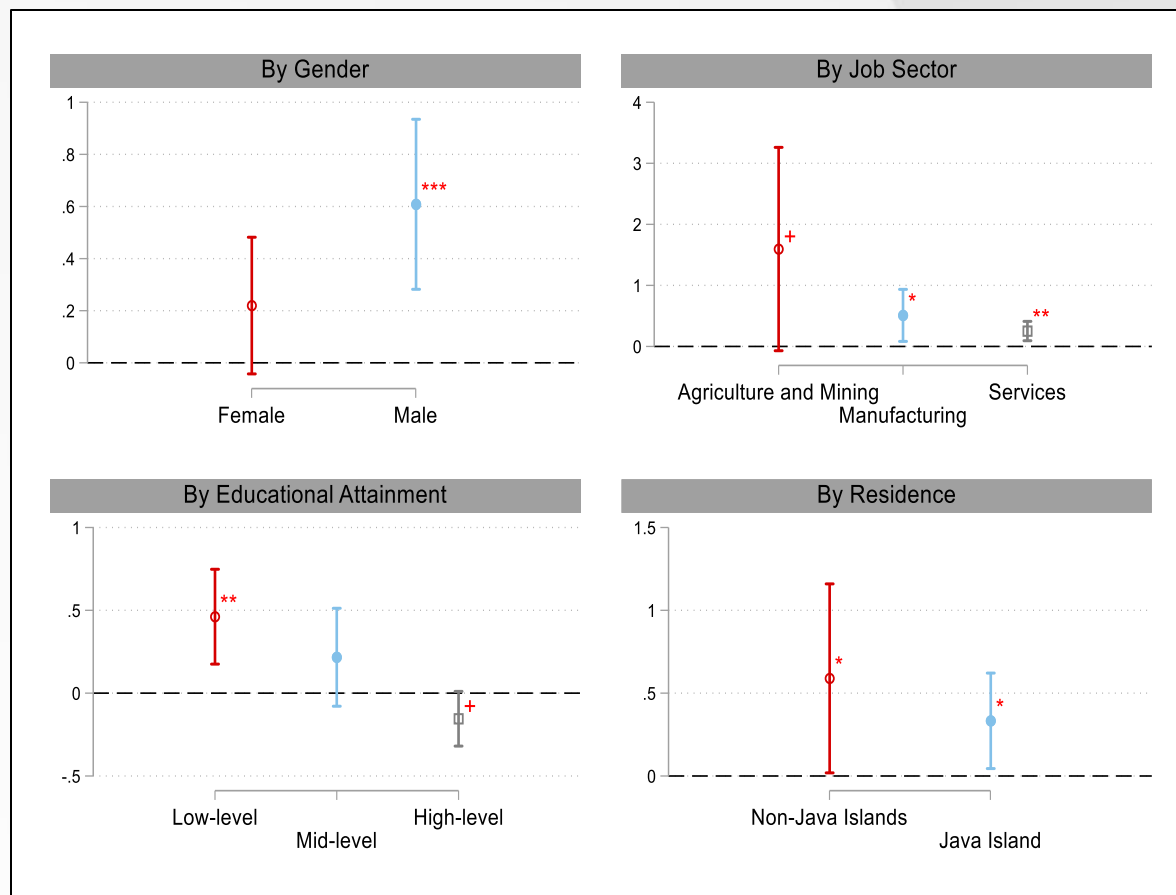 By Gender
1
.8
***
.6
.4
.2
0
Female
Male
By Job Sector
4
3
2
+
1
*
**
0
Agriculture and Mining
Services
Manufacturing
By Educational Attainment
1
**
.5
0
+
-.5
Low-level
High-level
Mid-level
By Residence
1.5
1
*
*
.5
0
Non-Java Islands
Java Island